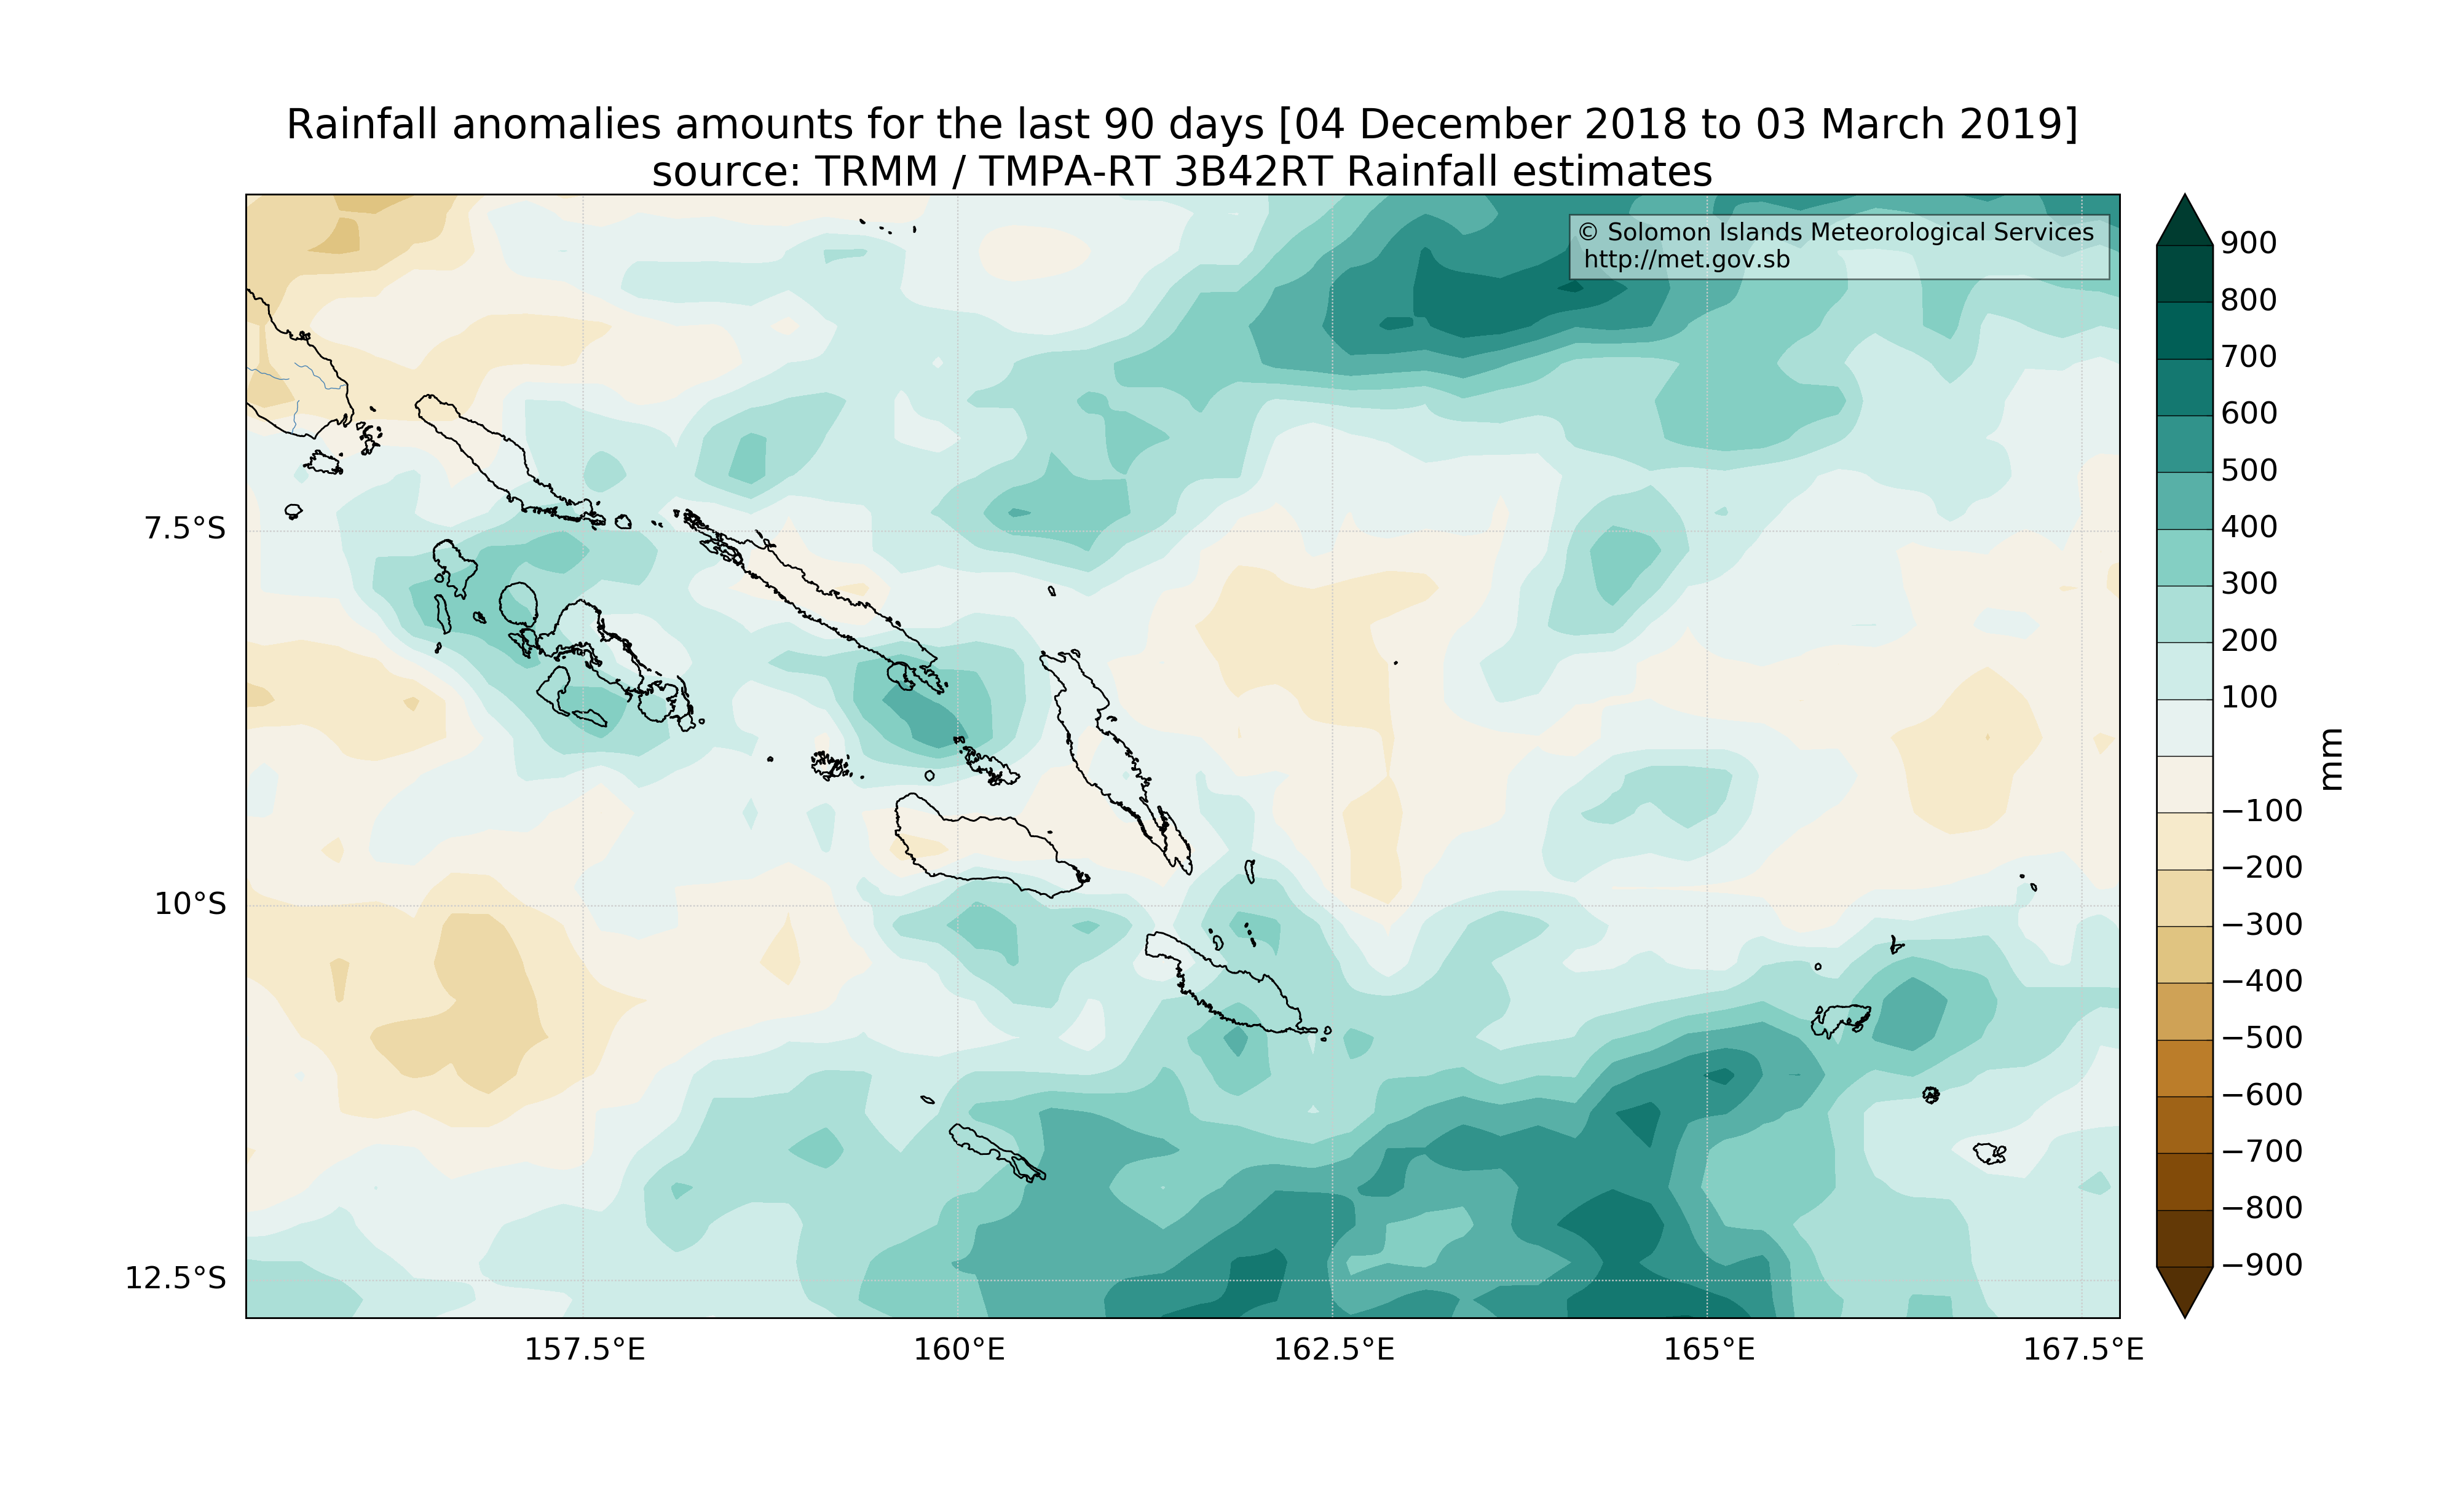 Rainfall anomalies amounts for the last 90 days [04 December 2018 to 03 March 2019]
source: TRMM / TMPA-RT 3B42RT Rainfall estimates
© Solomon Islands Meteorological Services
http://met.gov.sb
7.5°S
10°S
12.5°S
157.5°E
160°E
162.5°E
165°E
167.5°E
900
800
700
600
500
400
300
200
100
−100
−200
−300
−400
−500
−600
−700
−800
−900
mm